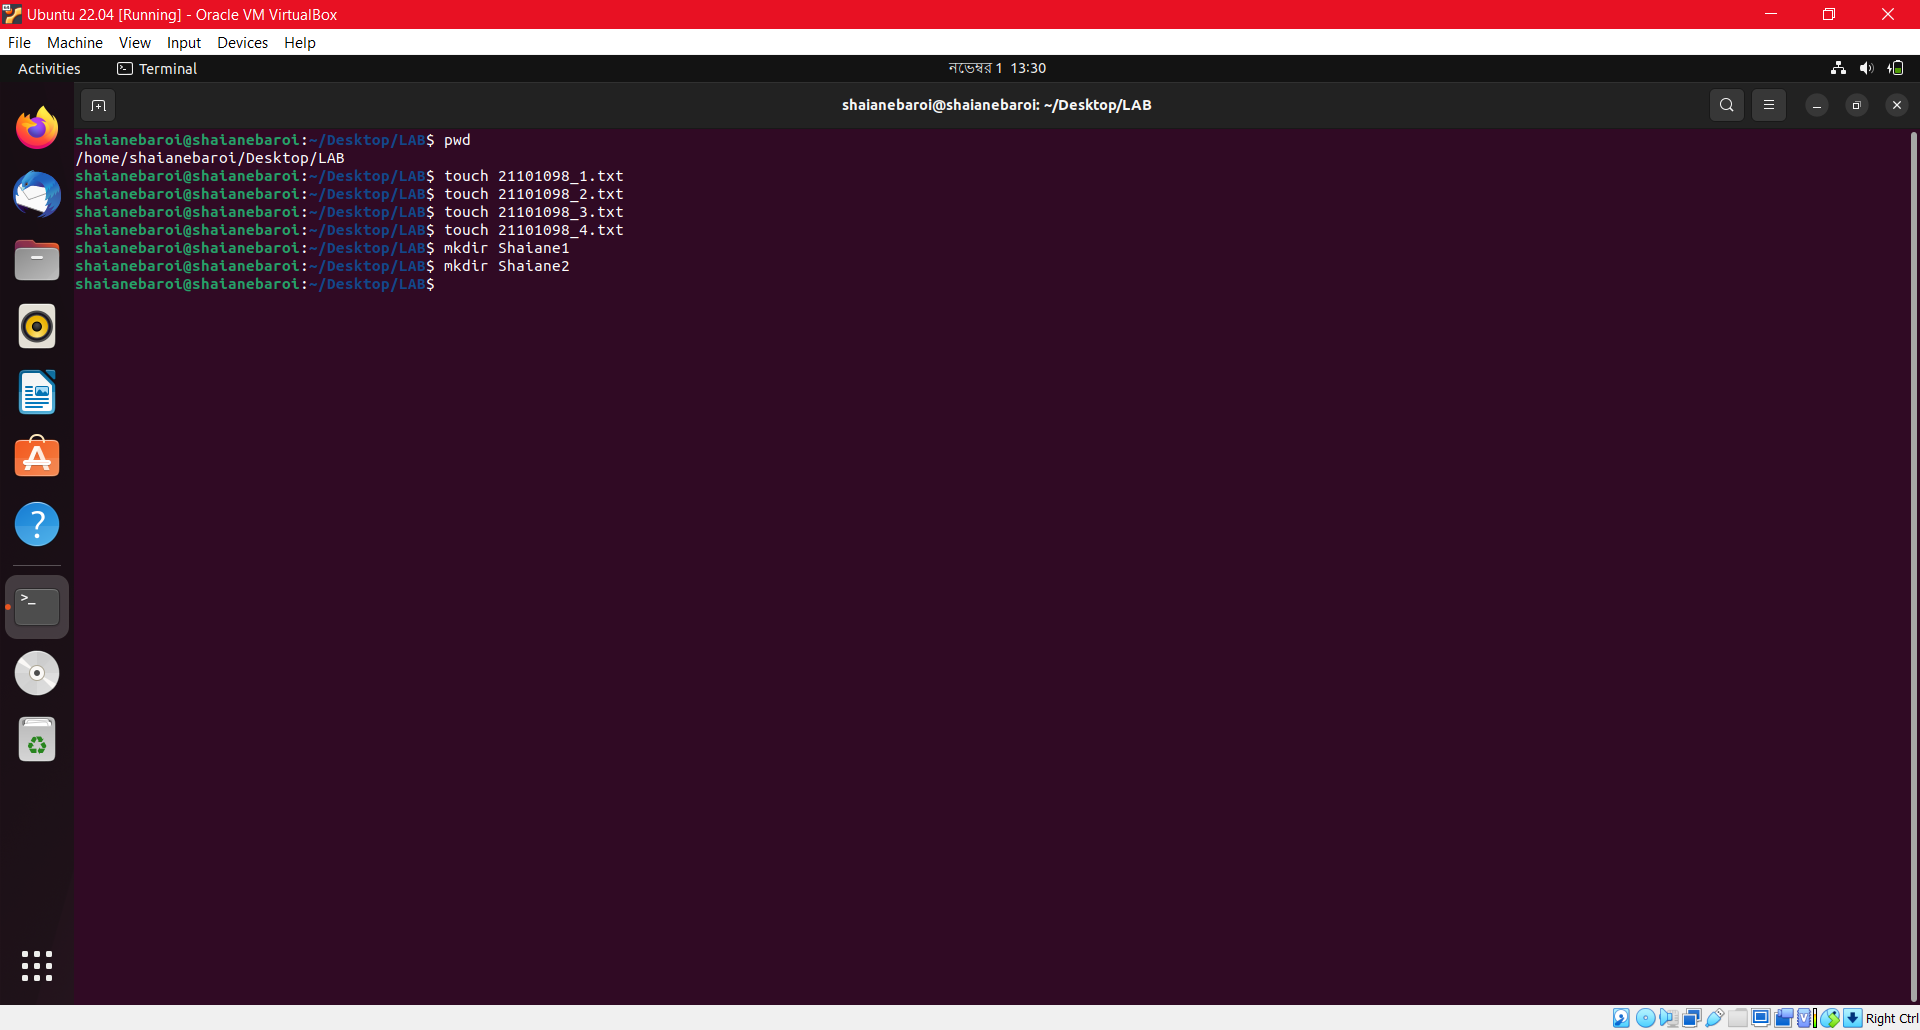 Ubuntu 22.04 [Running] - Oracle VM VirtualBox
File Machine View Input Devices Help
Activities Terminal নভেম্বর 1 13:30
shaianebaroi@shaianebaroi: ~/Desktop/LAB
shaianebaroi@shaianebaroi:~/Desktop/LAB$ pwd
/home/shaianebaroi/Desktop/LAB
shaianebaroi@shaianebaroi:~/Desktop/LAB$ touch 21101098_1.txt
shaianebaroi@shaianebaroi:~/Desktop/LAB$ touch 21101098_2.txt
shaianebaroi@shaianebaroi:~/Desktop/LAB$ touch 21101098_3.txt
shaianebaroi@shaianebaroi:~/Desktop/LAB$ touch 21101098_4.txt
shaianebaroi@shaianebaroi:~/Desktop/LAB$ mkdir Shaiane1
shaianebaroi@shaianebaroi:~/Desktop/LAB$ mkdir Shaiane2
shaianebaroi@shaianebaroi:~/Desktop/LAB$
Right Ctrl